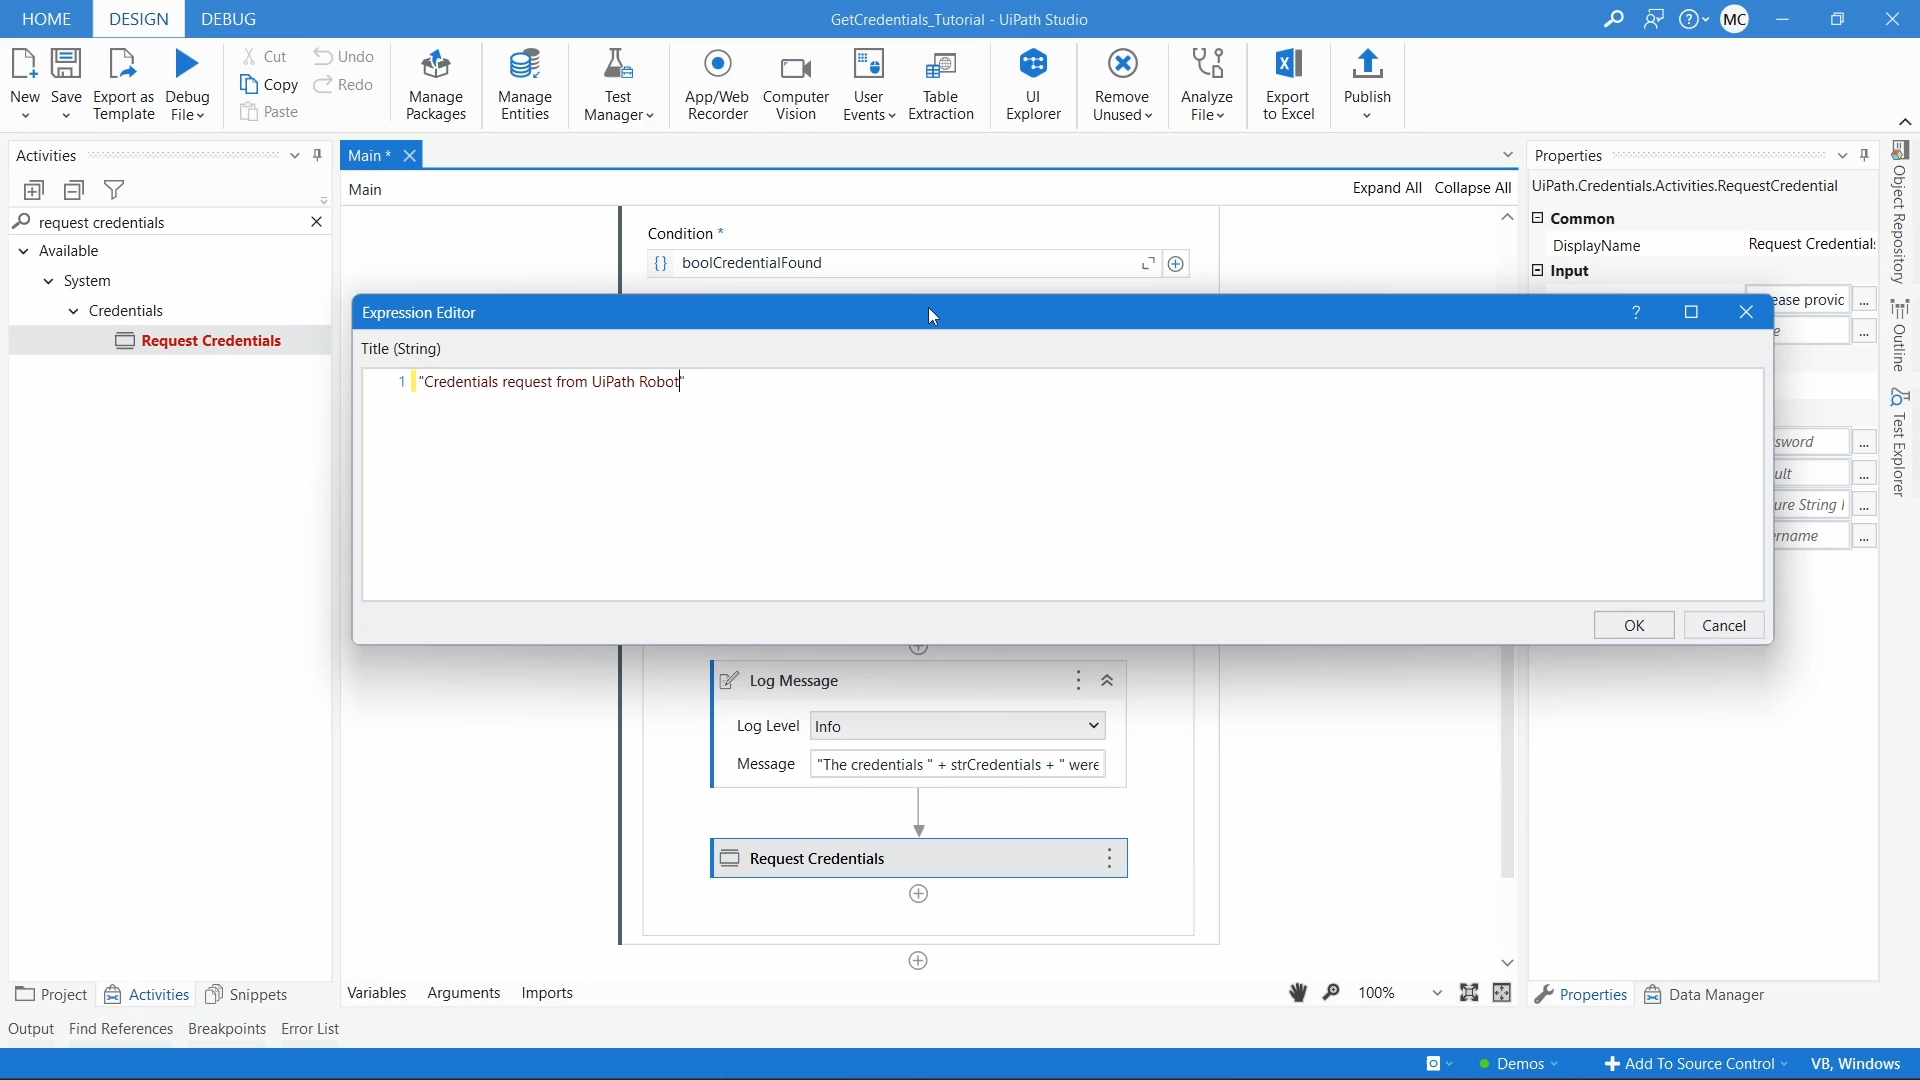 HOME DESIGN DEBUG GetCredentials_Tutorial - UiPath Studio MC
Cut Undo
Copy Redo
Paste
New Save Export as Template Debug File Manage Packages Manage Entities Test Manager App/Web Recorder Computer Vision User Events Table Extraction UI Explorer Remove Unused Analyze File Export to Excel Publish
Activities
request credentials
Available
System
Credentials
Request Credentials
Main *
Main Expand All Collapse All
Condition *
{} boolCredentialFound
Expression Editor ?
Title (String)
1 "Credentials request from UiPath Robot"
OK Cancel
Log Message
Log Level Info
Message "The credentials " + strCredentials + " were
Request Credentials
Properties
UiPath.Credentials.Activities.RequestCredential
Common
DisplayName Request Credentials
Input
ease provic ...
e ...
sword ...
ult ...
ure String ...
rname ...
Object Repository
Outline
Test Explorer
Project Activities Snippets
Variables Arguments Imports 100%
Properties Data Manager
Output Find References Breakpoints Error List
Demos Add To Source Control VB, Windows